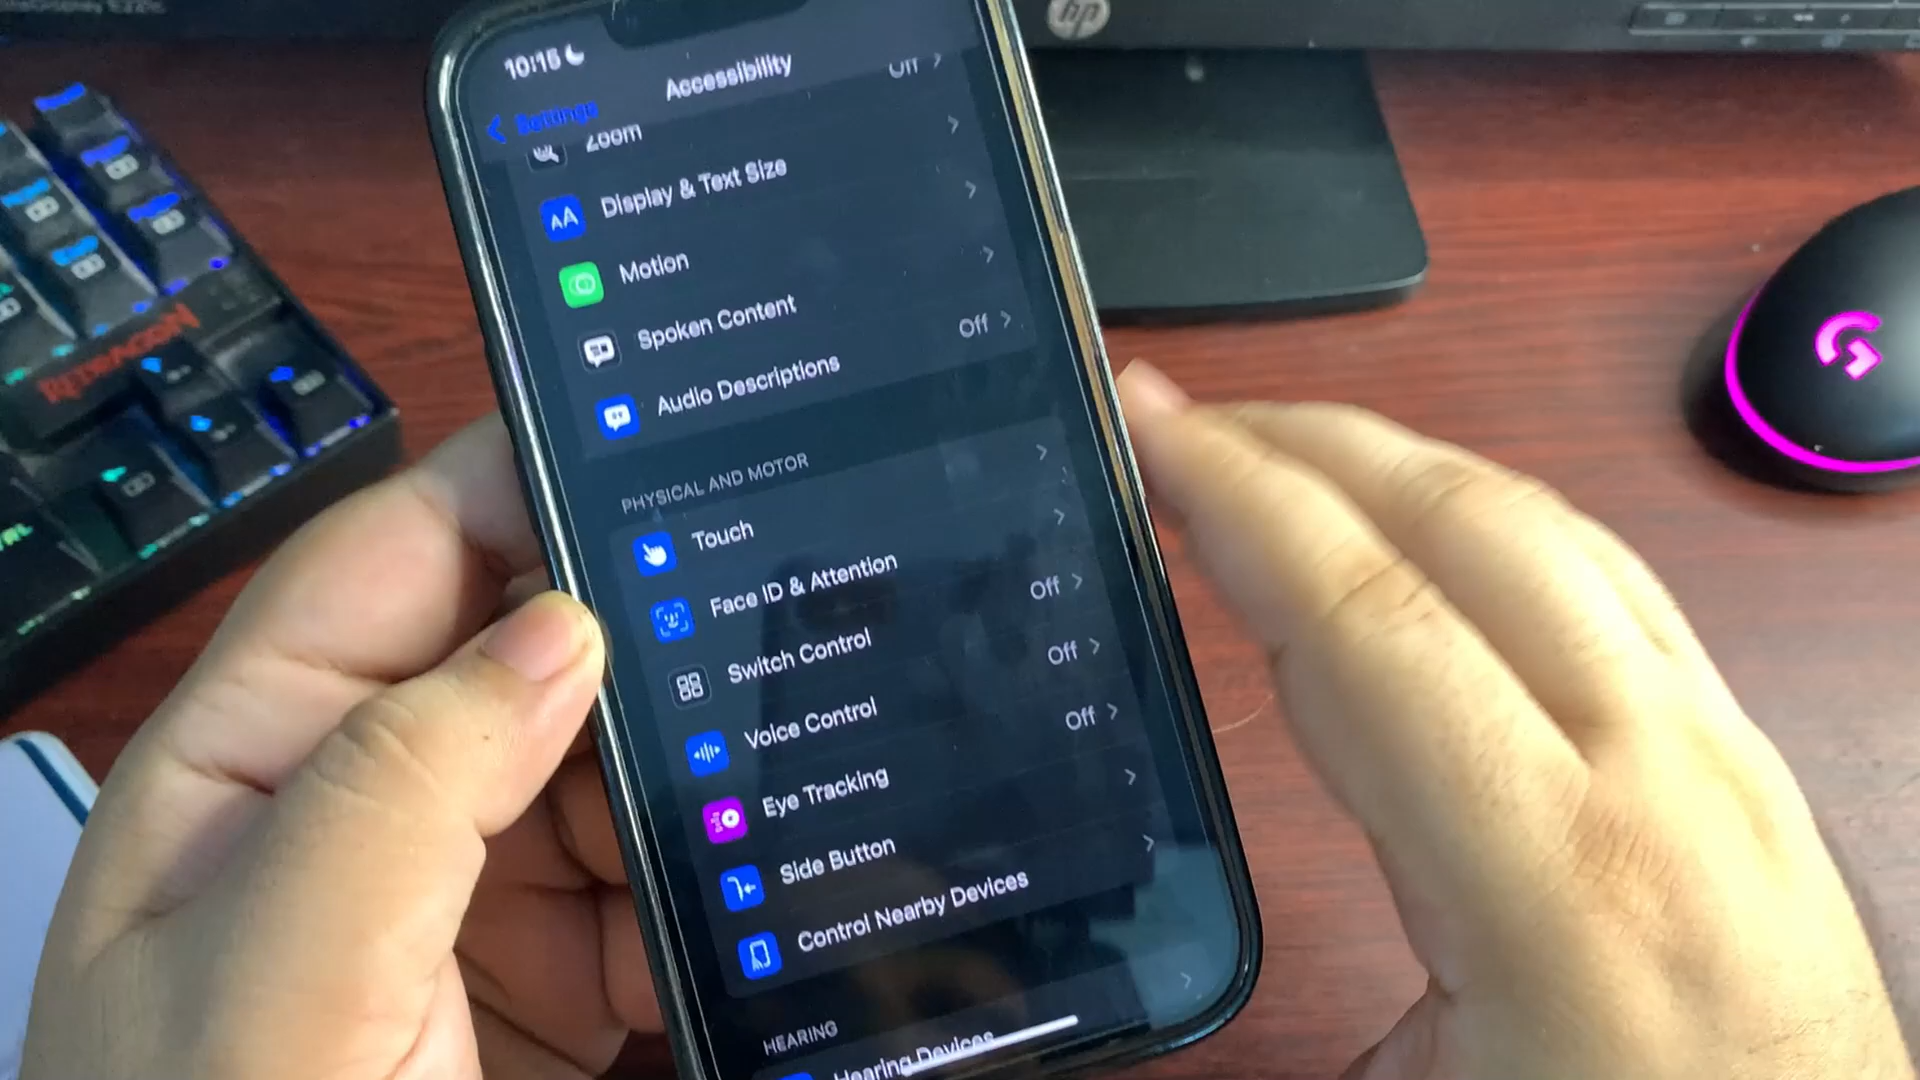 hp
10:15
Accessibility
Settings
Zoom
Off
Display & Text Size
Motion
Spoken Content
Audio Descriptions
Off
PHYSICAL AND MOTOR
Touch
Face ID & Attention
Switch Control
Off
Voice Control
Off
Eye Tracking
Off
Side Button
Control Nearby Devices
HEARING
Hearing Devices
REDRAGON
G